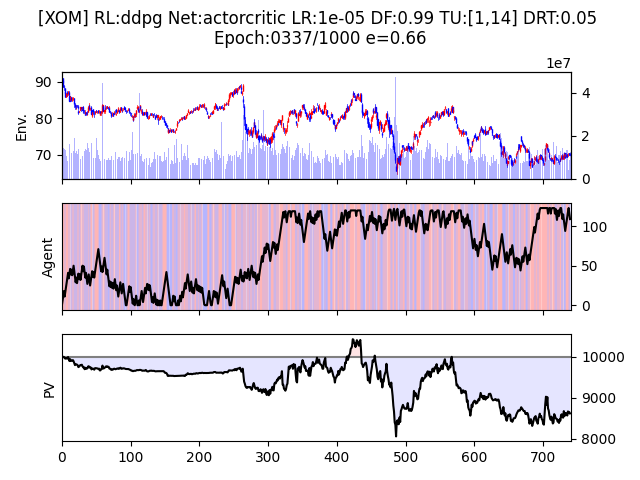 [XOM] RL:ddpg Net:actorcritic LR:1e-05 DF:0.99 TU:[1,14] DRT:0.05
Epoch:0337/1000 e=0.66
1e7
Env.
90
80
70
4
2
0
Agent
100
50
0
PV
10000
9000
8000
0 100 200 300 400 500 600 700